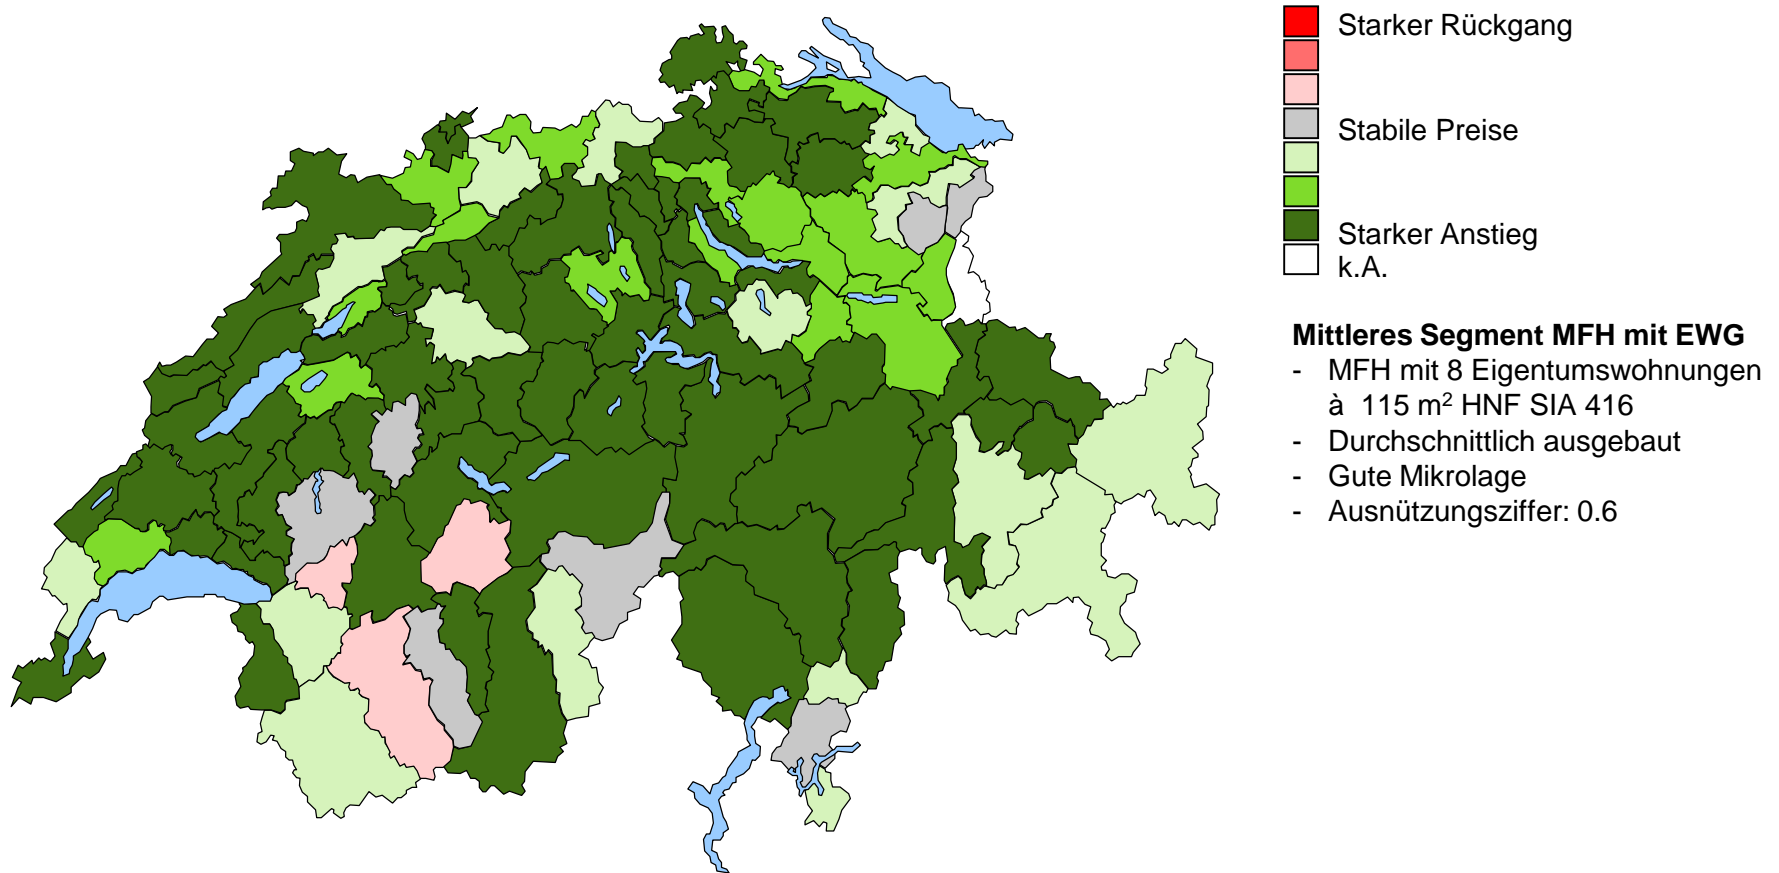 Starker Rückgang
Stabile Preise
Starker Anstieg
k.A.
Mittleres Segment MFH mit EWG
- MFH mit 8 Eigentumswohnungen
à 115 m² HNF SIA 416
- Durchschnittlich ausgebaut
- Gute Mikrolage
- Ausnützungsziffer: 0.6